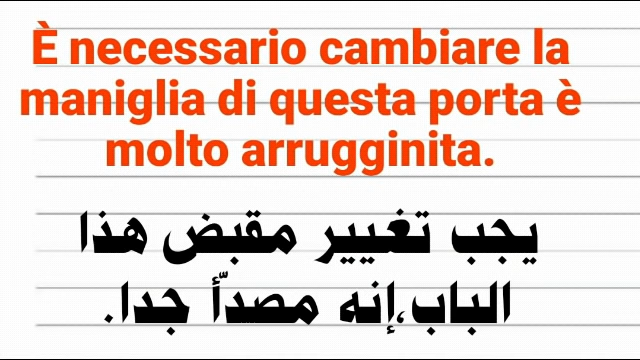 È necessario cambiare la
maniglia di questa porta è
molto arrugginita.
يجب تغيير مقبض هذا
الباب،إنه مصدّأ جدا.